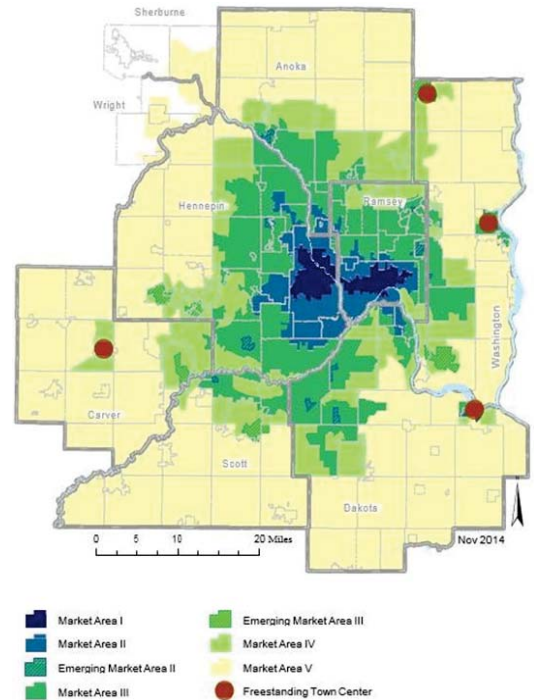 Sherburne
Anoka
Wright
Hennepin
Ramsey
Washington
Carver
Scott
Dakota
Nov 2014
0 5 10 20 Miles
Market Area I
Market Area II
Emerging Market Area II
Market Area III
Emerging Market Area III
Market Area IV
Market Area V
Freestanding Town Center